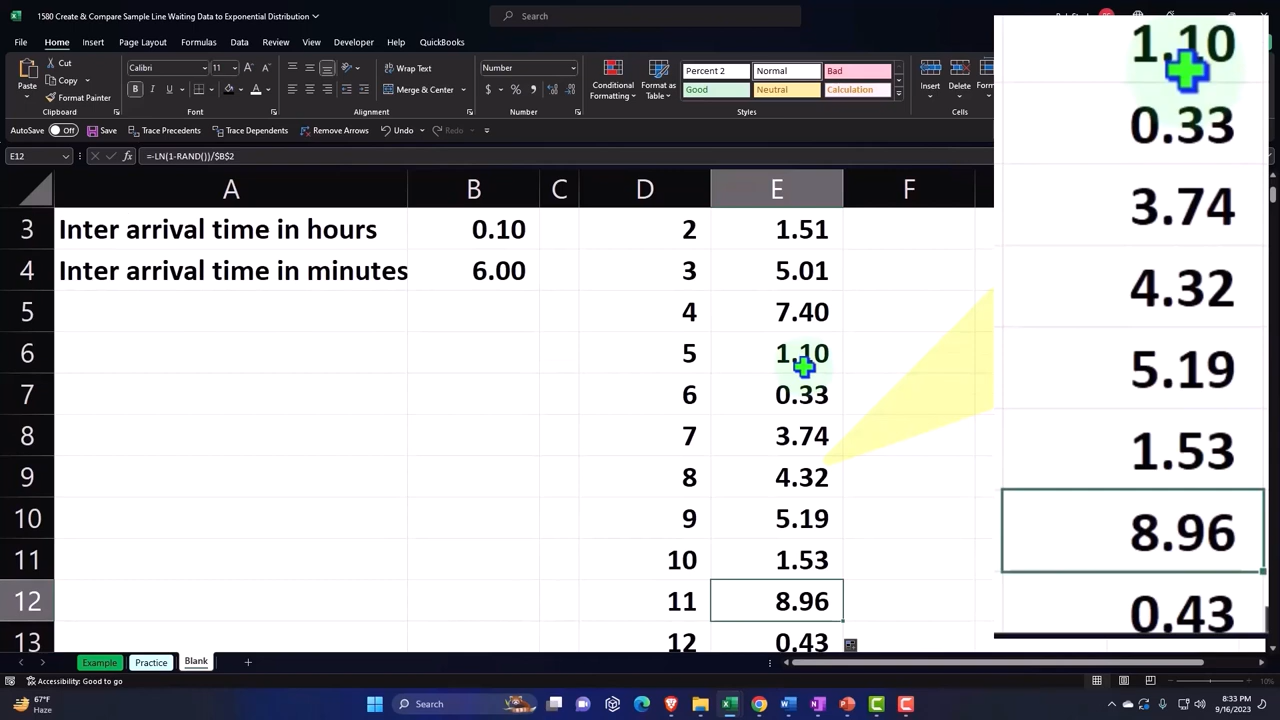 1580 Create & Compare Sample Line Waiting Data to Exponential Distribution
Search
File Home Insert Page Layout Formulas Data Review View Developer Help QuickBooks
Cut
Copy
Format Painter
Paste
Clipboard
Calibri 11
Font
Wrap Text
Alignment
Conditional Formatting
Format as Table
Percent 2 Normal Bad
Good Neutral Calculation
Styles
Insert Delete
AutoSave Off Save Trace Precedents Trace Dependents Remove Arrows Undo Redo
E12 fx =-LN(1-RAND())/$B$2
A B C D E F
3 Inter arrival time in hours 0.10 2 1.51
4 Inter arrival time in minutes 6.00 3 5.01
5 4 7.40
6 5 1.10
7 6 0.33
8 7 3.74
9 8 4.32
10 9 5.19
11 10 1.53
12 11 8.96
13 12 0.43
1.10
0.33
3.74
4.32
5.19
1.53
8.96
0.43
Example Practice Blank
Accessibility: Good to go
10%
67°F
Haze
Search
8:33 PM
9/16/2023